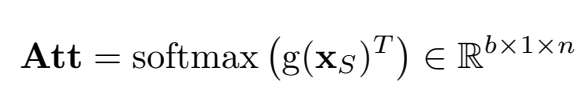 Att = softmax (g(x_S)^T) ∈ ℝ^{b×1×n}